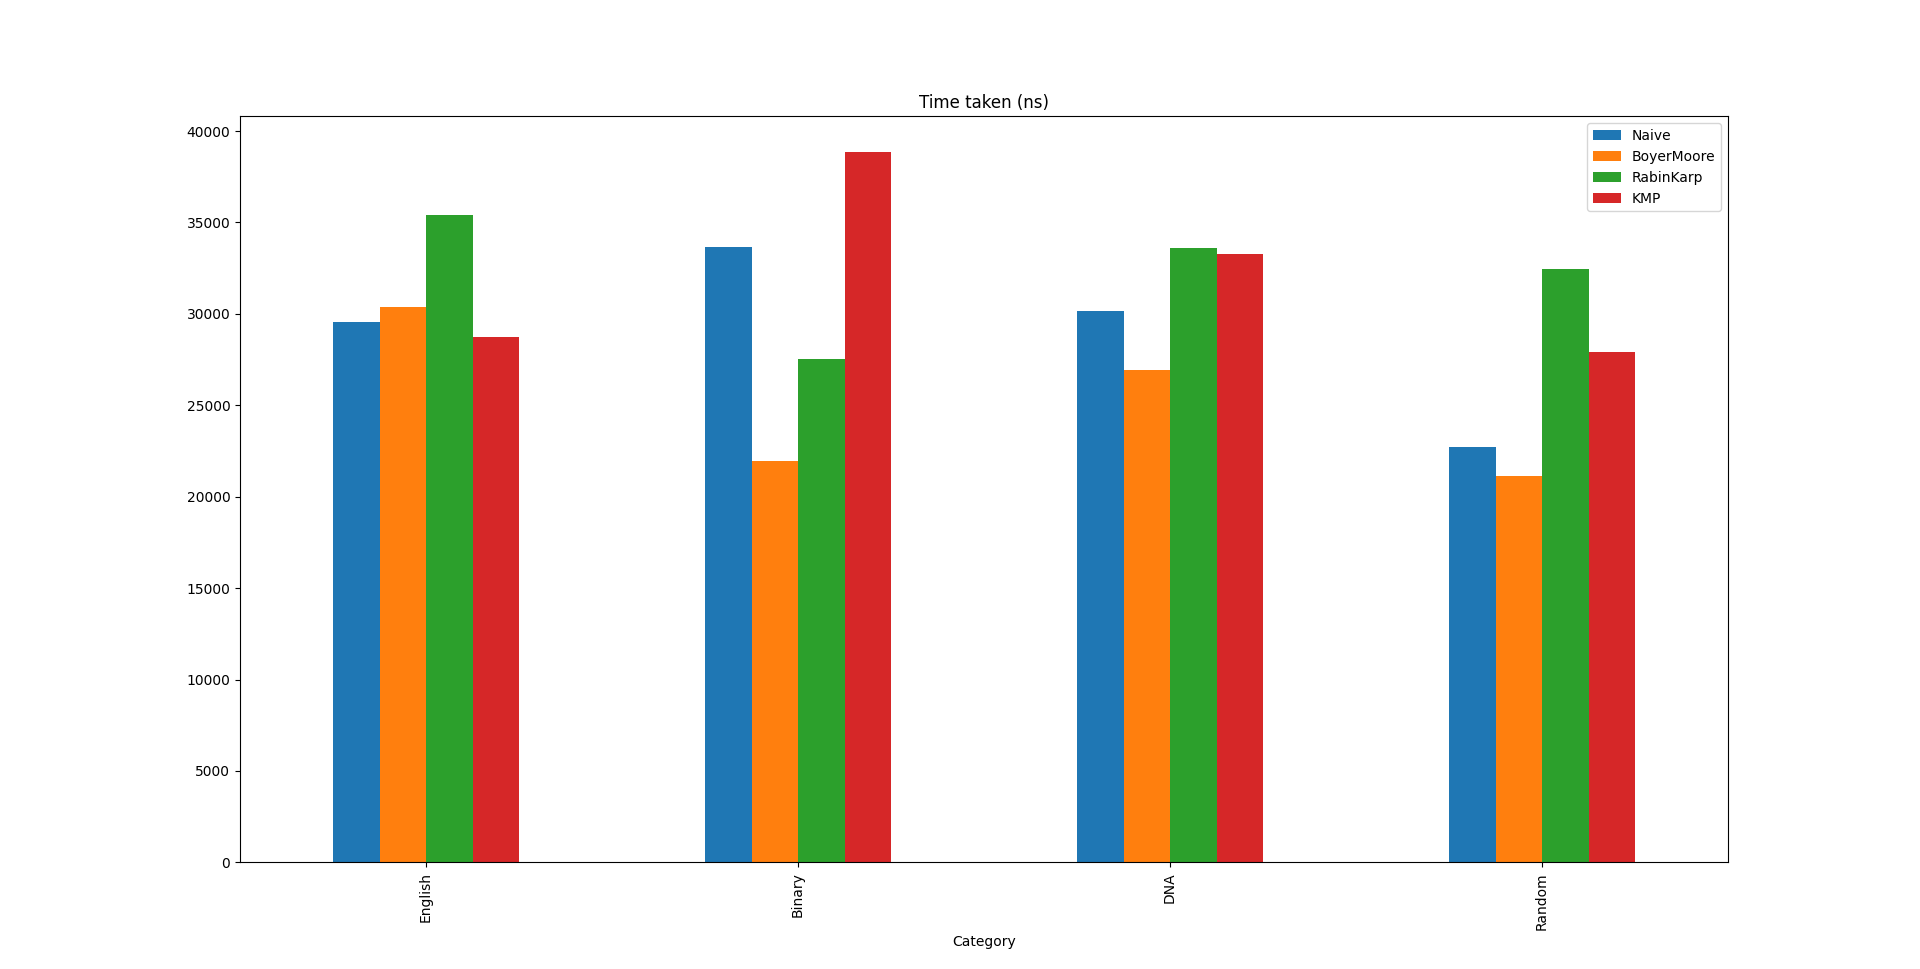 Time taken (ns)
40000
35000
30000
25000
20000
15000
10000
5000
0
Naive
BoyerMoore
RabinKarp
KMP
English
Binary
DNA
Random
Category